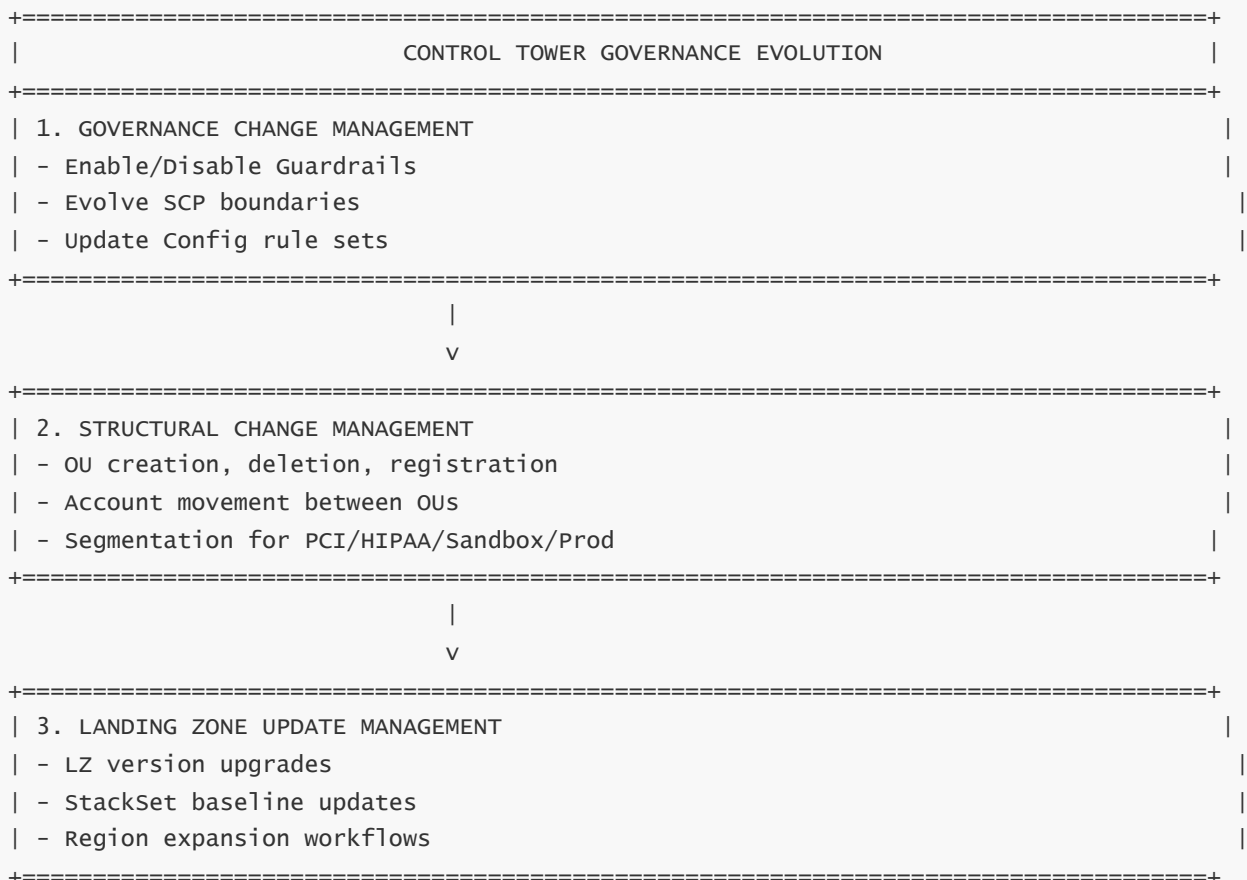 +====================================================================================+
| CONTROL TOWER GOVERNANCE EVOLUTION |
+====================================================================================+
| 1. GOVERNANCE CHANGE MANAGEMENT |
| - Enable/Disable Guardrails |
| - Evolve SCP boundaries |
| - Update Config rule sets |
+====================================================================================+
|
v
+====================================================================================+
| 2. STRUCTURAL CHANGE MANAGEMENT |
| - OU creation, deletion, registration |
| - Account movement between OUs |
| - Segmentation for PCI/HIPAA/Sandbox/Prod |
+====================================================================================+
|
v
+====================================================================================+
| 3. LANDING ZONE UPDATE MANAGEMENT |
| - LZ version upgrades |
| - StackSet baseline updates |
| - Region expansion workflows |
+====================================================================================+